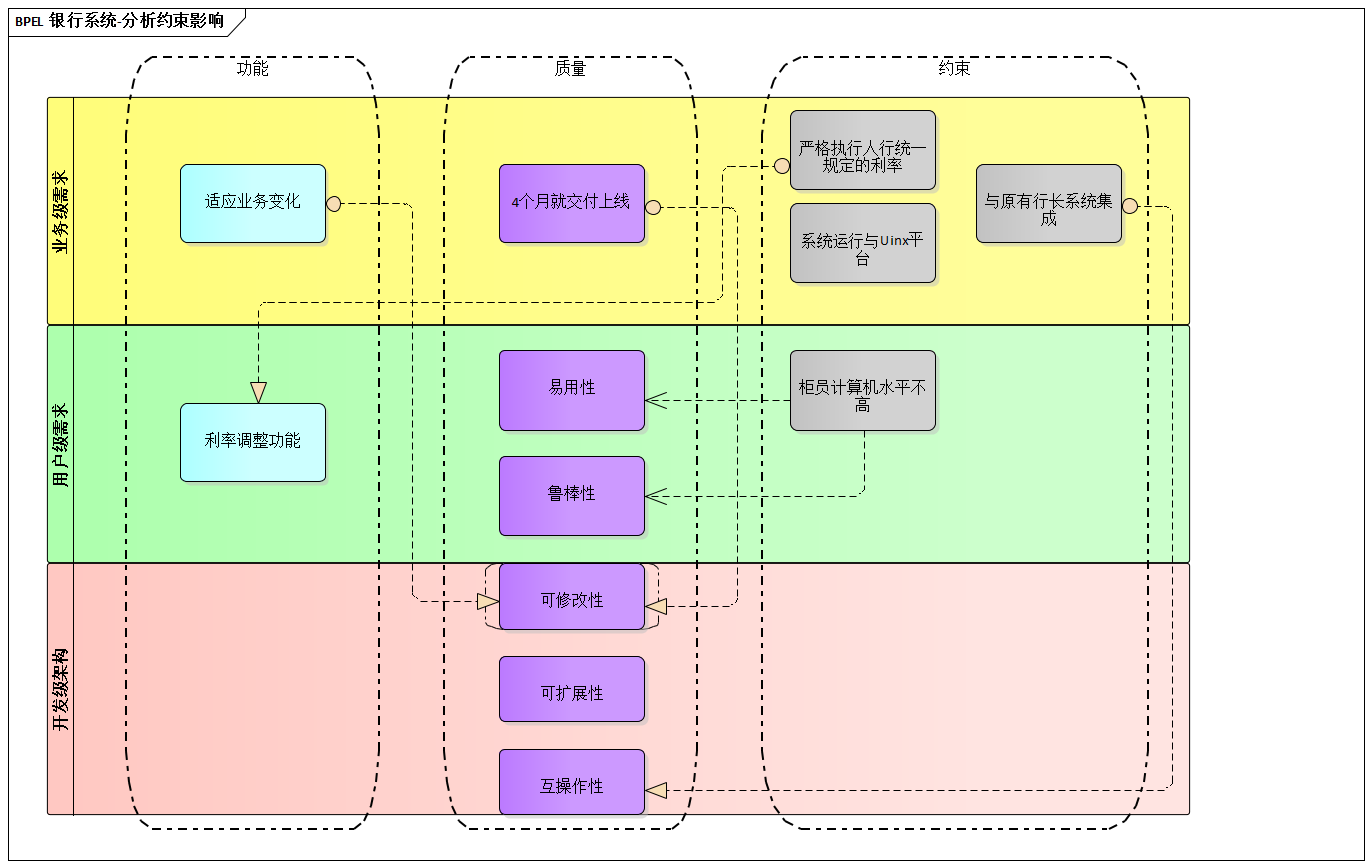 BPEL 银行系统-分析约束影响
功能
质量
约束
业务级需求
适应业务变化
4个月就交付上线
严格执行人行统一
规定的利率
系统运行与Uinx平
台
与原有行长系统集
成
用户级需求
利率调整功能
易用性
鲁棒性
柜员计算机水平不
高
开发级架构
可修改性
可扩展性
互操作性